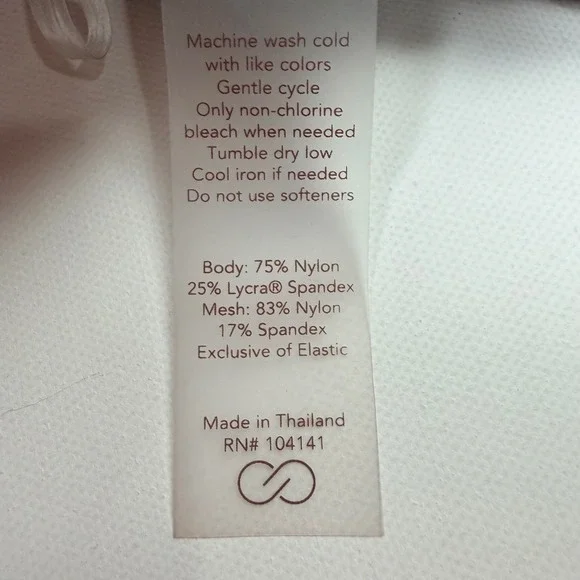 Machine wash cold
with like colors
Gentle cycle
Only non-chlorine
bleach when needed
Tumble dry low
Cool iron if needed
Do not use softeners
Body: 75% Nylon
25% Lycra® Spandex
Mesh: 83% Nylon
17% Spandex
Exclusive of Elastic
Made in Thailand
RN# 104141